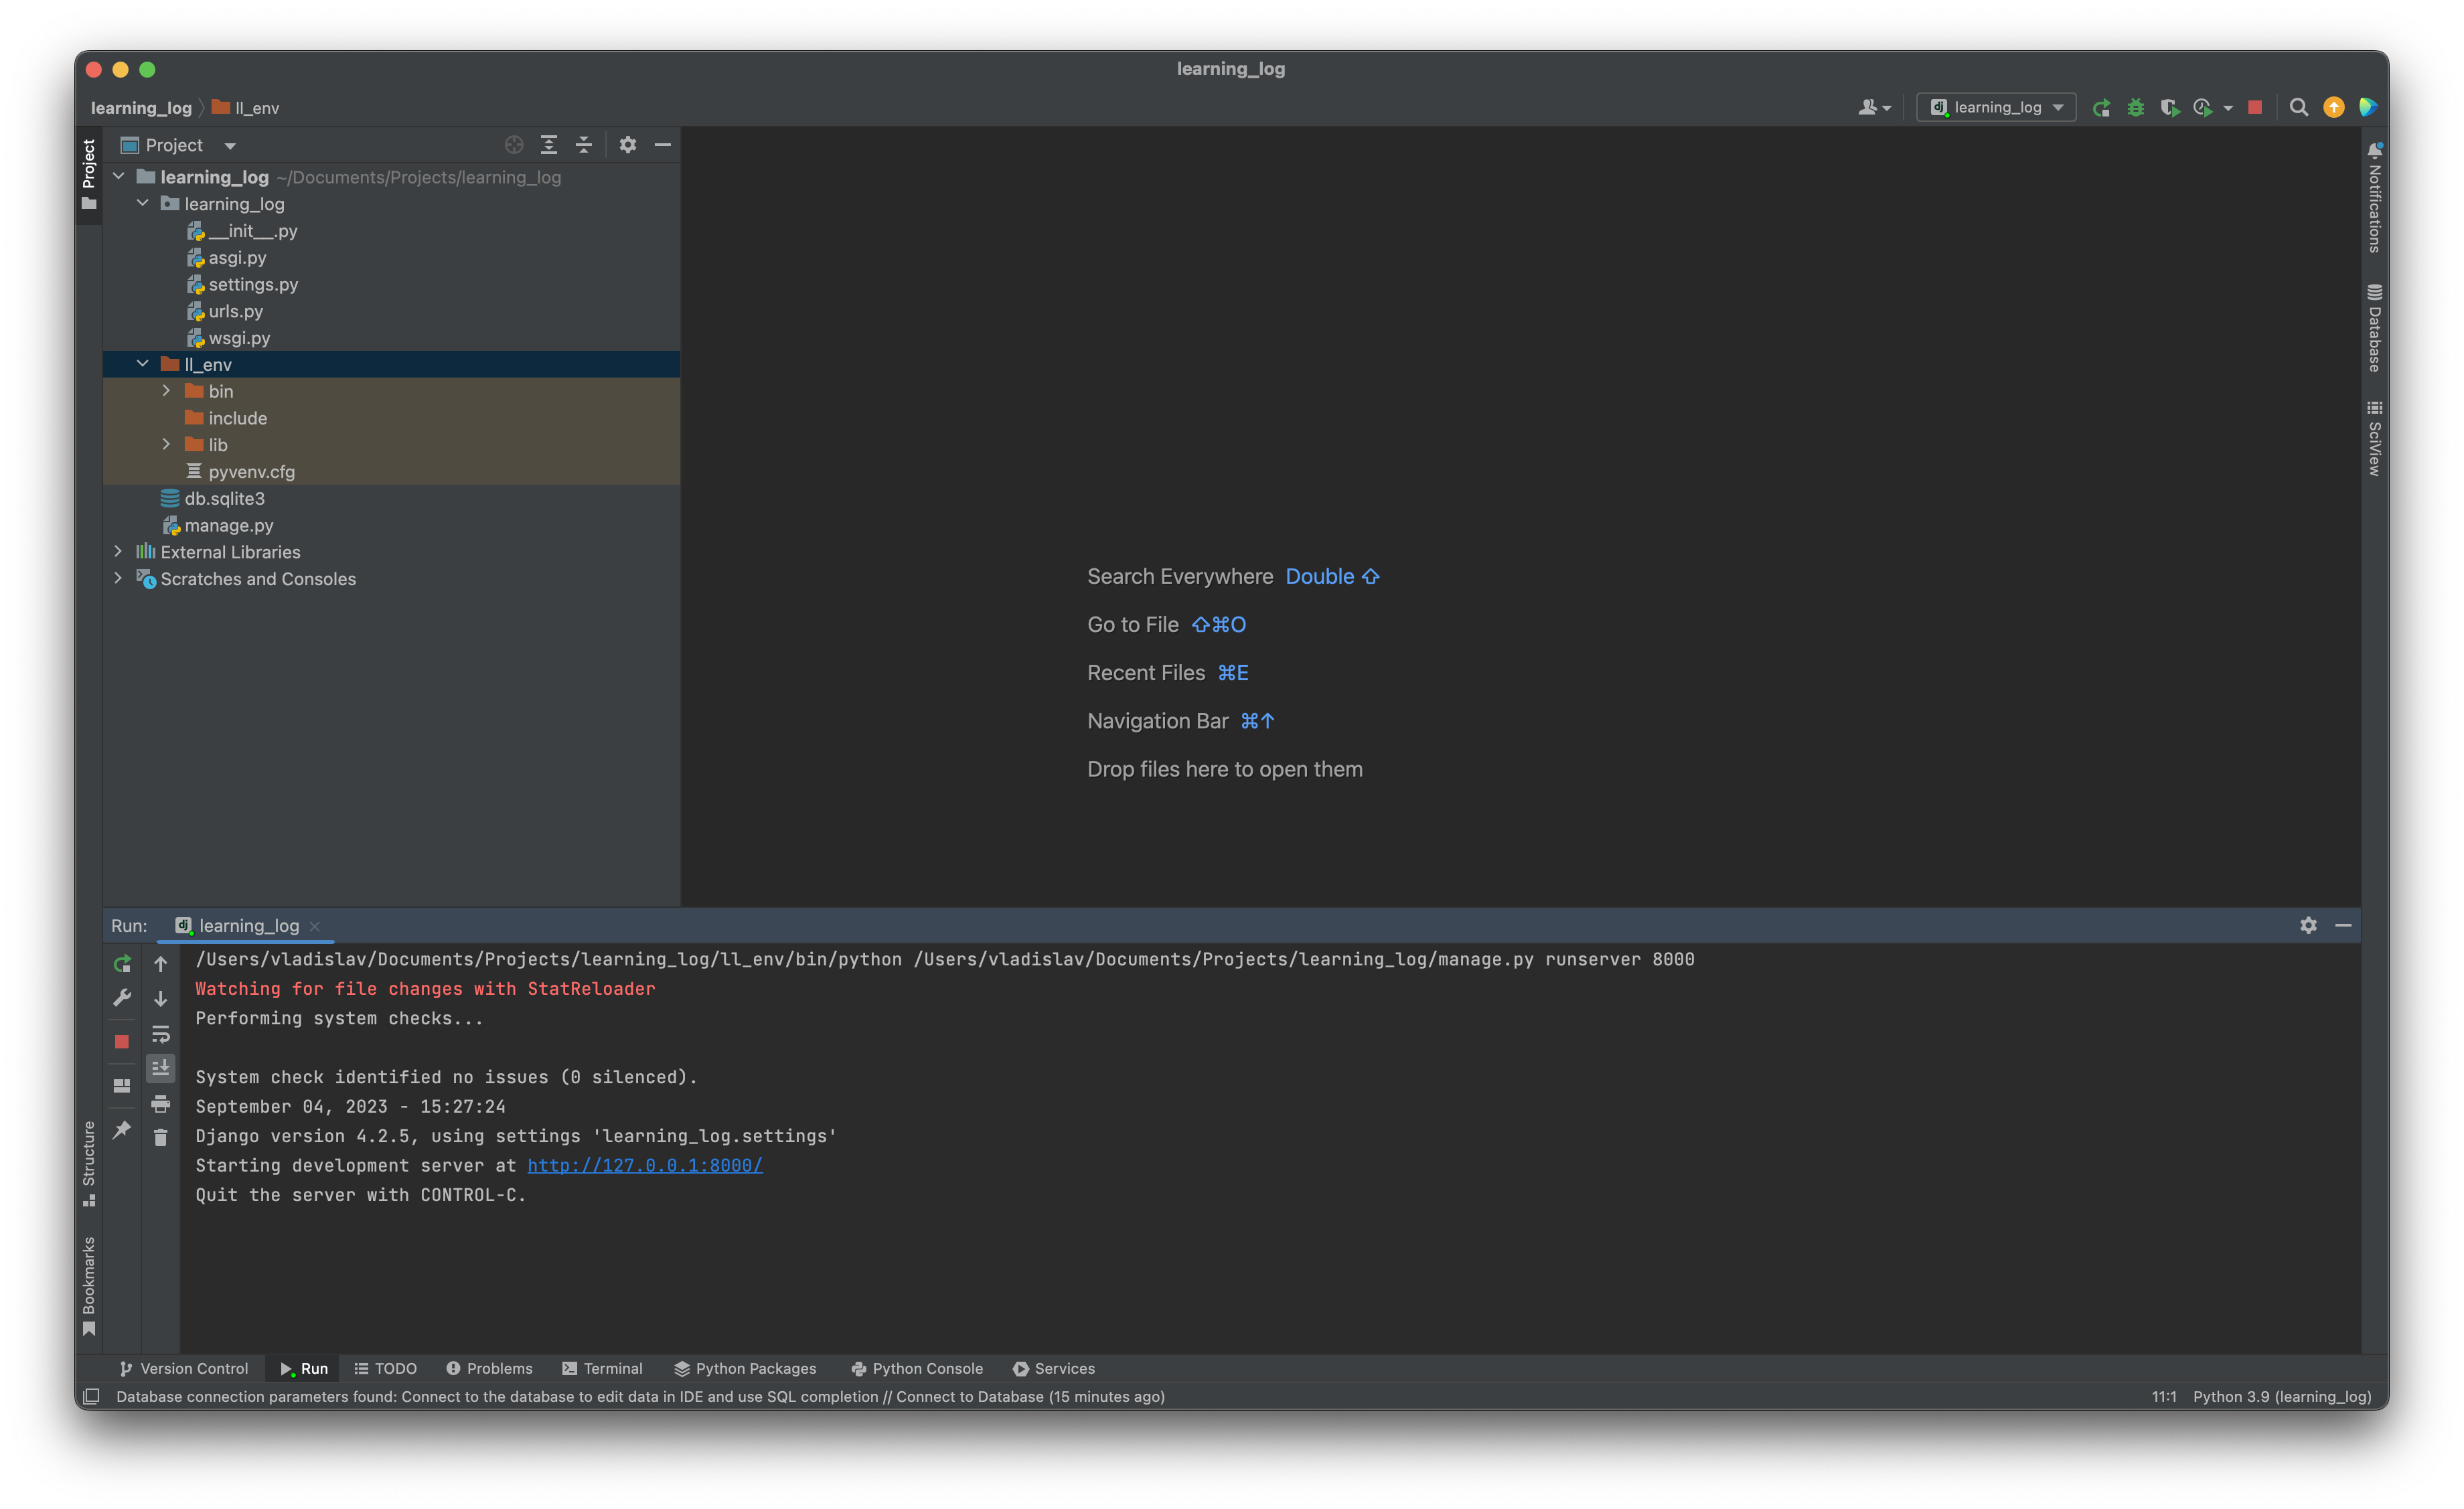 learning_log
learning_log
ll_env
learning_log
Project
Project
learning_log ~/Documents/Projects/learning_log
learning_log
__init__.py
asgi.py
settings.py
urls.py
wsgi.py
ll_env
bin
include
lib
pyvenv.cfg
db.sqlite3
manage.py
External Libraries
Scratches and Consoles
Search Everywhere Double ⇧
Go to File ⇧⌘O
Recent Files ⌘E
Navigation Bar ⌘↑
Drop files here to open them
Notifications
Database
SciView
Run: learning_log
/Users/vladislav/Documents/Projects/learning_log/ll_env/bin/python /Users/vladislav/Documents/Projects/learning_log/manage.py runserver 8000
Watching for file changes with StatReloader
Performing system checks...
System check identified no issues (0 silenced).
September 04, 2023 - 15:27:24
Django version 4.2.5, using settings 'learning_log.settings'
Starting development server at http://127.0.0.1:8000/
Quit the server with CONTROL-C.
Structure
Bookmarks
Version Control Run TODO Problems Terminal Python Packages Python Console Services
Database connection parameters found: Connect to the database to edit data in IDE and use SQL completion // Connect to Database (15 minutes ago) 11:1 Python 3.9 (learning_log)